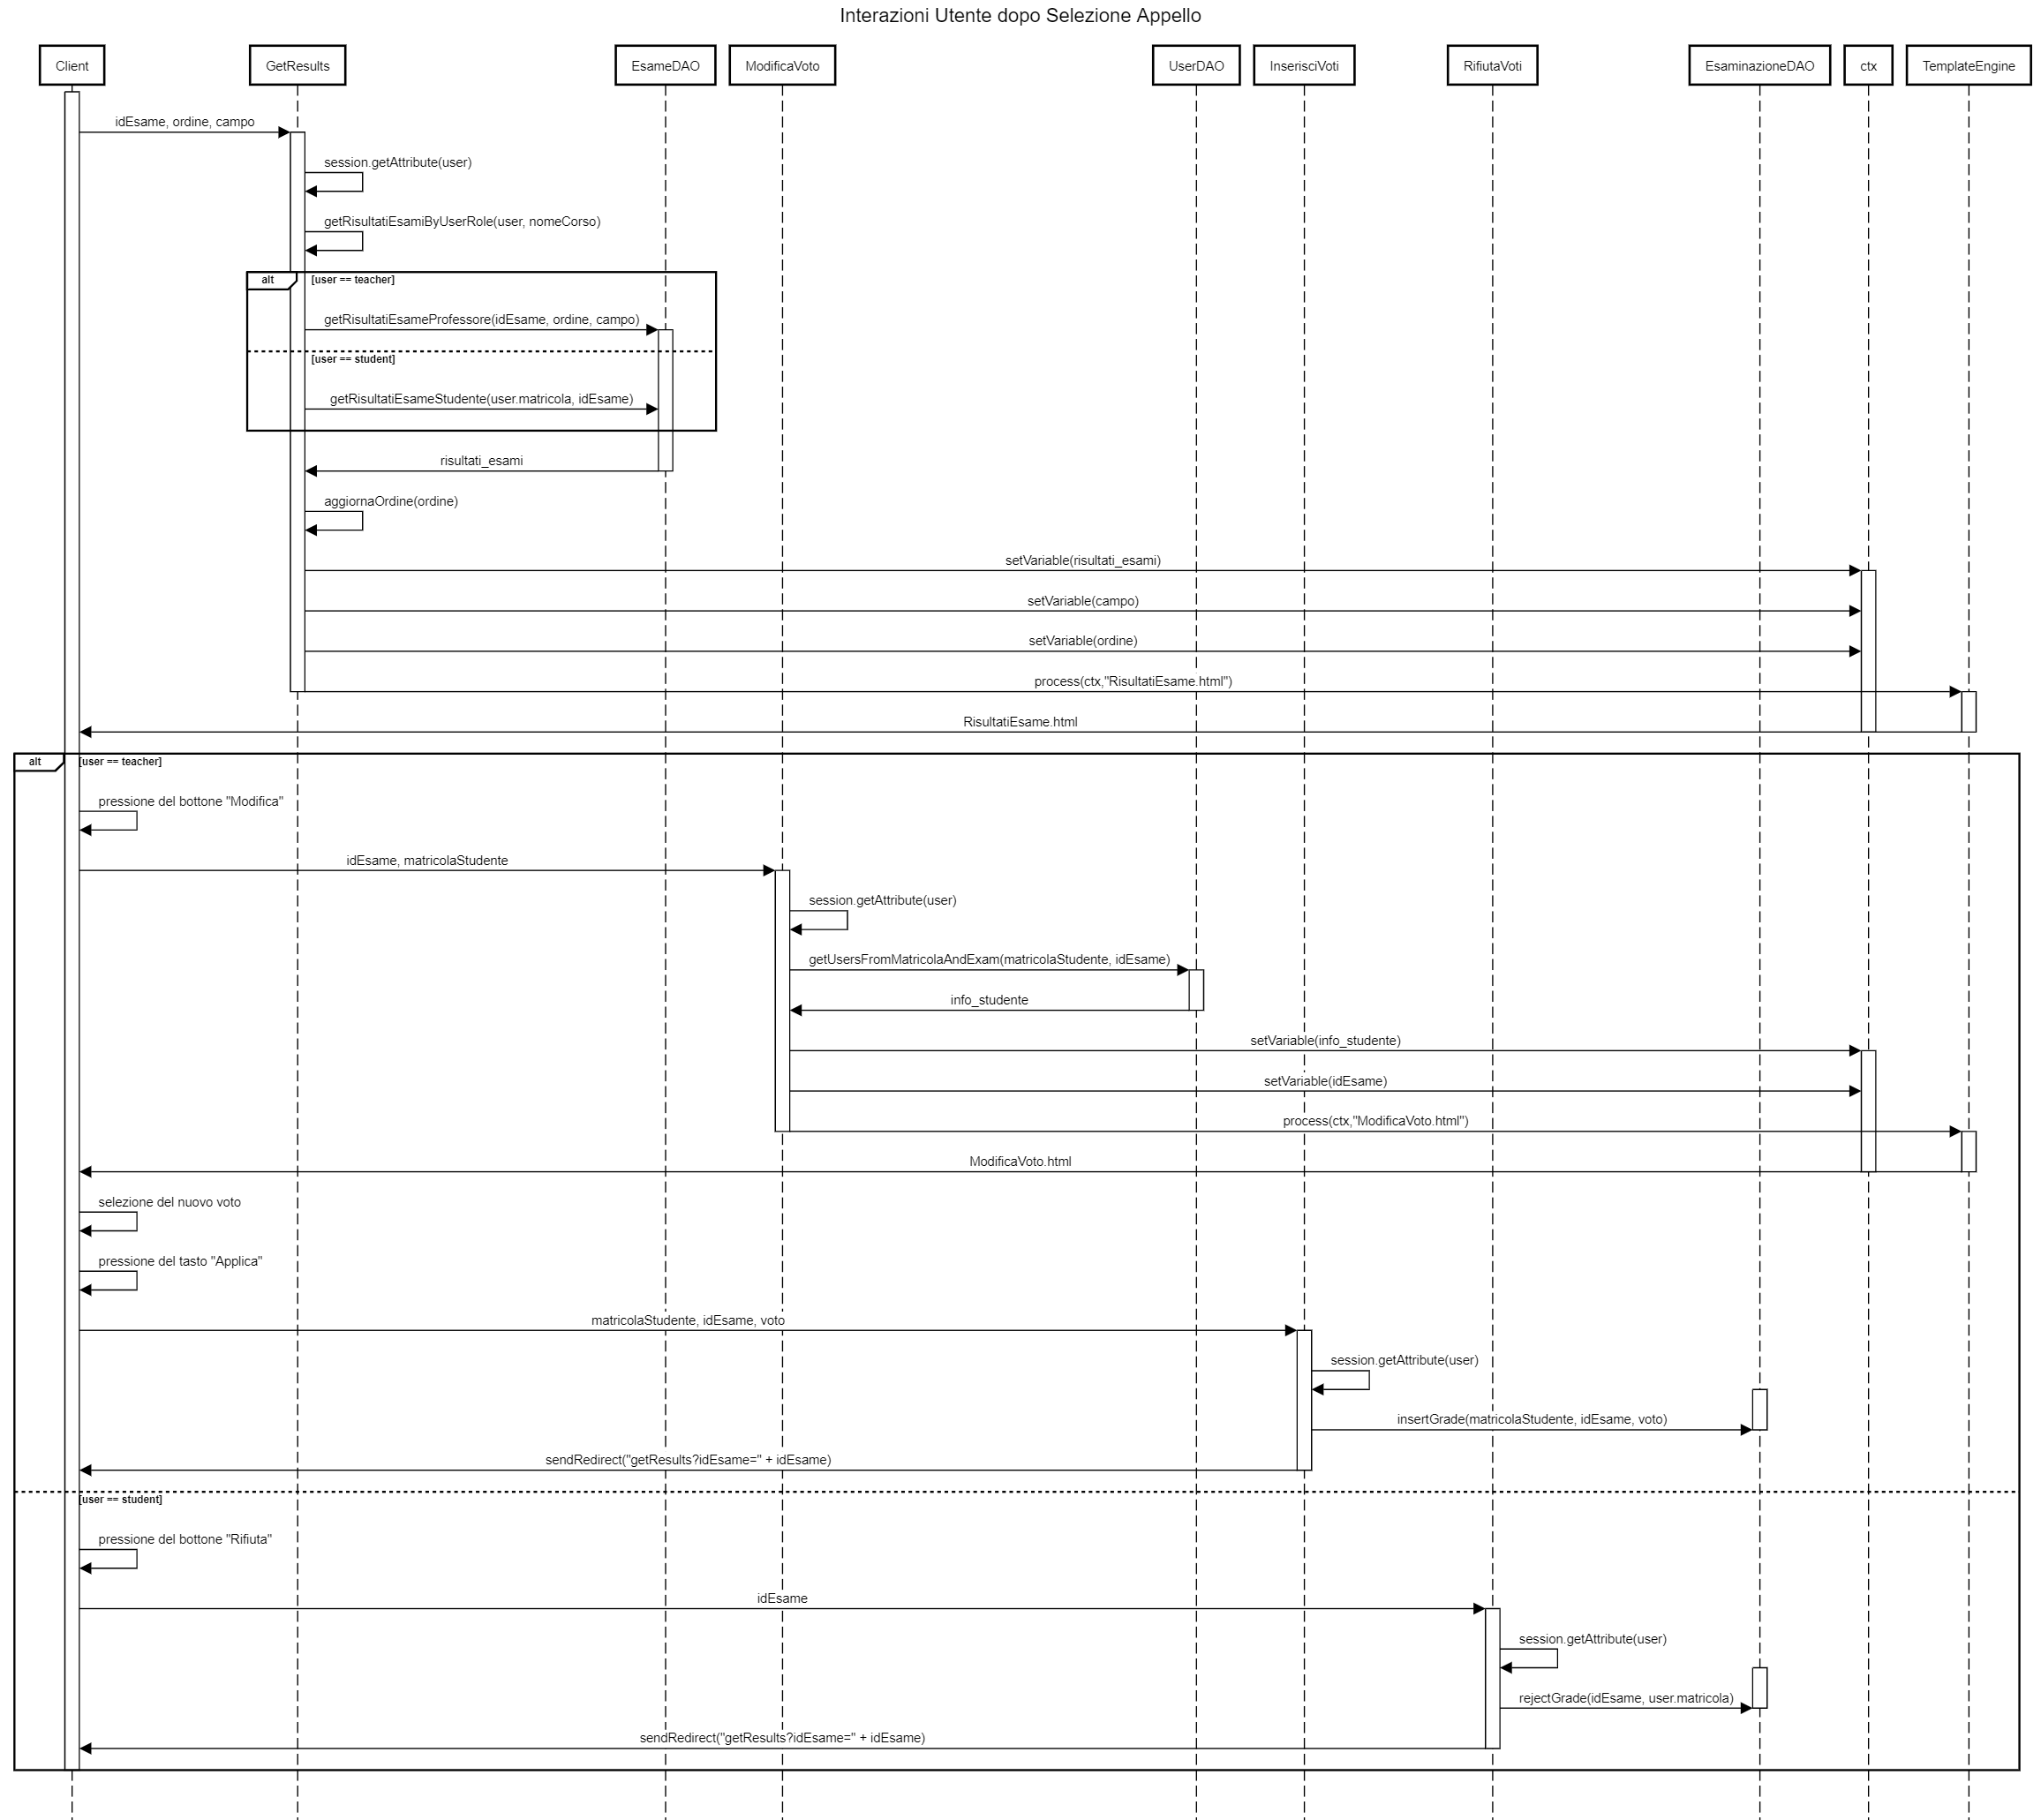 Interazioni Utente dopo Selezione Appello
Client
GetResults
EsameDAO
ModificaVoto
UserDAO
InserisciVoti
RifiutaVoti
EsaminazioneDAO
ctx
TemplateEngine
idEsame, ordine, campo
session.getAttribute(user)
getRisultatiEsamiByUserRole(user, nomeCorso)
alt
[user == teacher]
getRisultatiEsameProfessore(idEsame, ordine, campo)
[user == student]
getRisultatiEsameStudente(user.matricola, idEsame)
risultati_esami
aggiornaOrdine(ordine)
setVariable(risultati_esami)
setVariable(campo)
setVariable(ordine)
process(ctx,"RisultatiEsame.html")
RisultatiEsame.html
alt
[user == teacher]
pressione del bottone "Modifica"
idEsame, matricolaStudente
session.getAttribute(user)
getUsersFromMatricolaAndExam(matricolaStudente, idEsame)
info_studente
setVariable(info_studente)
setVariable(idEsame)
process(ctx,"ModificaVoto.html")
ModificaVoto.html
selezione del nuovo voto
pressione del tasto "Applica"
matricolaStudente, idEsame, voto
session.getAttribute(user)
insertGrade(matricolaStudente, idEsame, voto)
sendRedirect("getResults?idEsame=" + idEsame)
[user == student]
pressione del bottone "Rifiuta"
idEsame
session.getAttribute(user)
rejectGrade(idEsame, user.matricola)
sendRedirect("getResults?idEsame=" + idEsame)